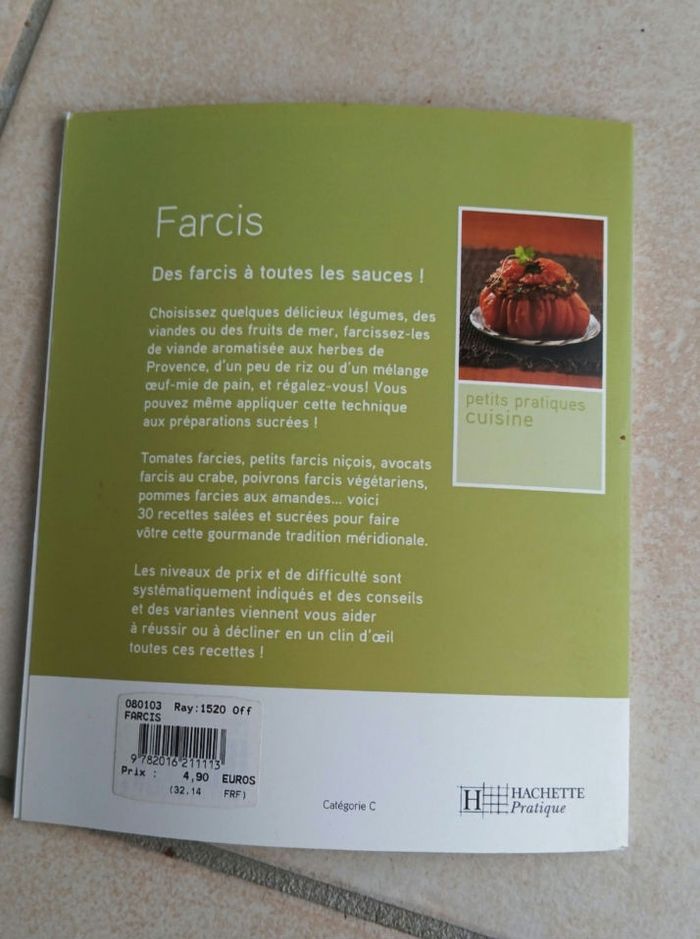 Farcis
Des farcis à toutes les sauces !
Choisissez quelques délicieux légumes, des
viandes ou des fruits de mer, farcissez-les
de viande aromatisée aux herbes de
Provence, d'un peu de riz ou d'un mélange
œuf-mie de pain, et régalez-vous! Vous
pouvez même appliquer cette technique
aux préparations sucrées !
Tomates farcies, petits farcis niçois, avocats
farcis au crabe, poivrons farcis végétariens,
pommes farcies aux amandes... voici
30 recettes salées et sucrées pour faire
vôtre cette gourmande tradition méridionale.
Les niveaux de prix et de difficulté sont
systématiquement indiqués et des conseils
et des variantes viennent vous aider
à réussir ou à décliner en un clin d'œil
toutes ces recettes !
petits pratiques
cuisine
080103 Ray:1520 Off
FARCIS
9 782016 211113
Prix : 4,90 EUROS
(32.14 FRF)
Catégorie C
H HACHETTE
Pratique